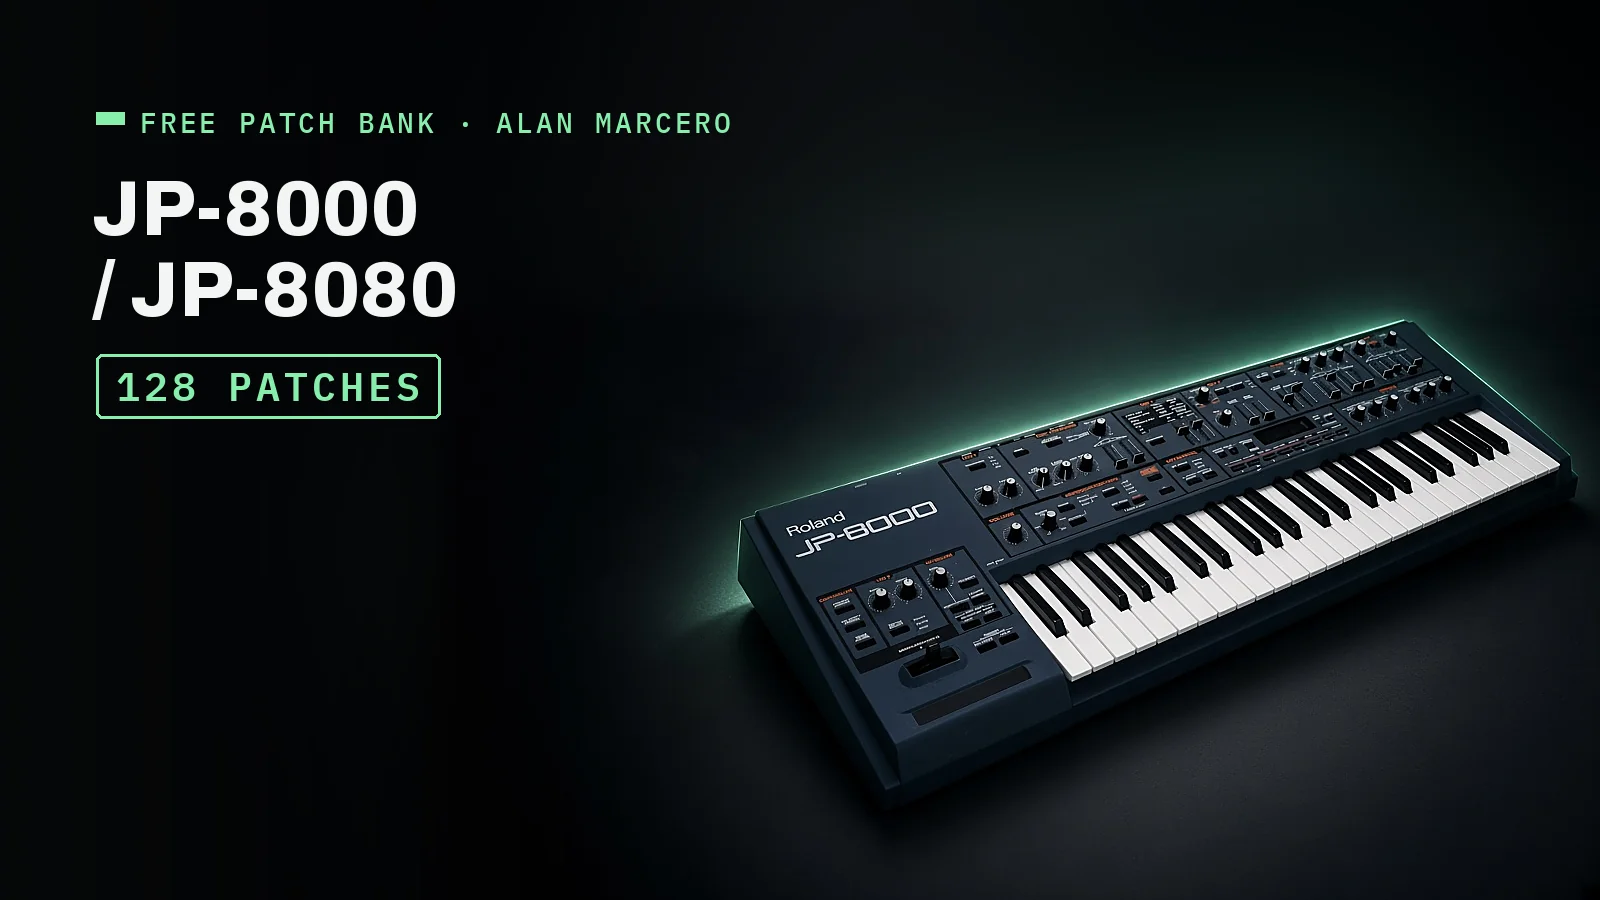 FREE PATCH BANK · ALAN MARCERO
JP-8000
/ JP-8080
128 PATCHES
Roland
JP-8000